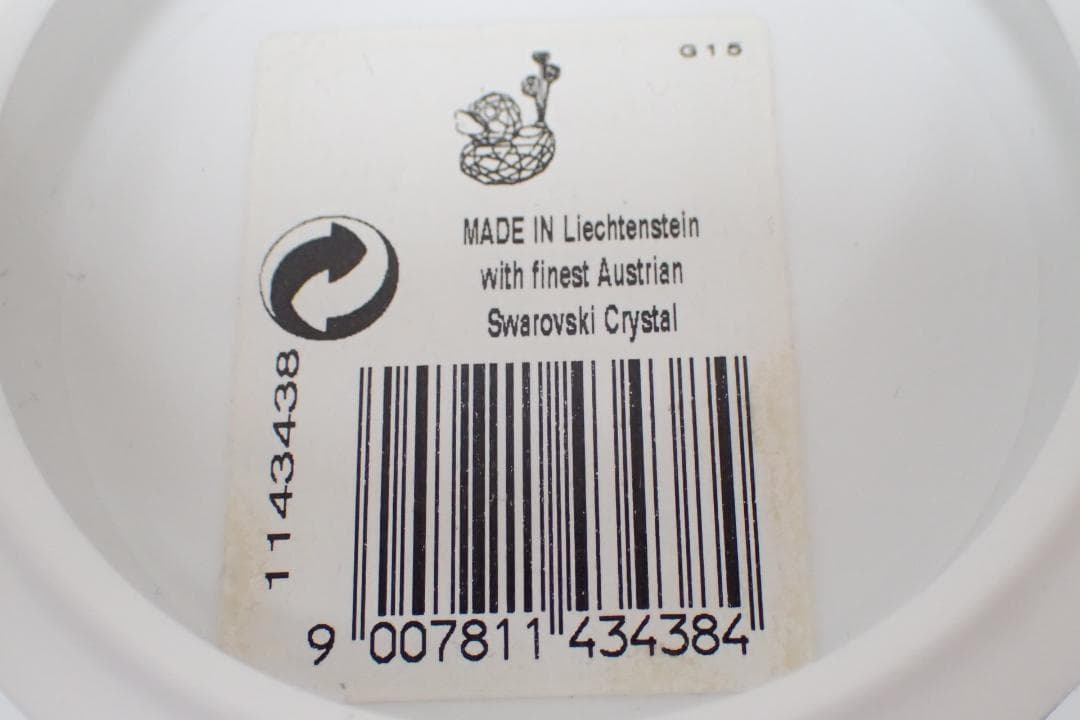 G15
MADE IN Liechtenstein
with finest Austrian
Swarovski Crystal
1143438
9 007811 434384